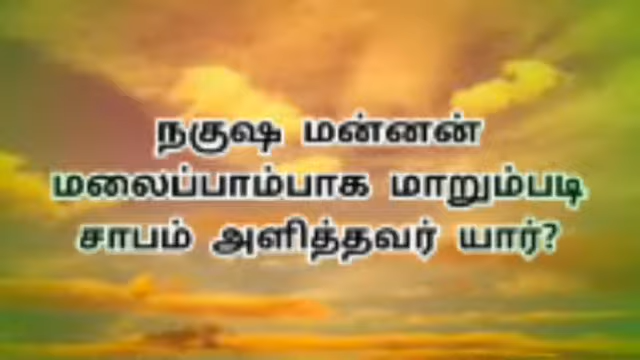 நகுஷ மன்னன்
மலைப்பாம்பாக மாறும்படி
சாபம் அளித்தவர் யார்?